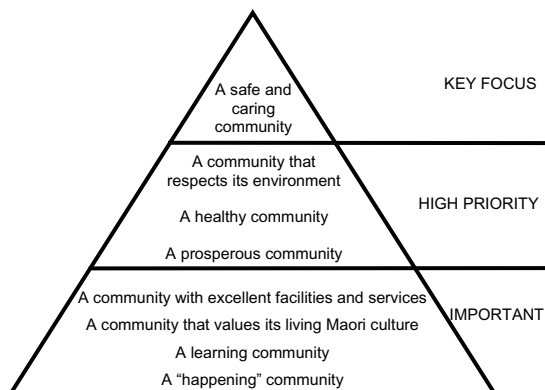 A safe and
caring
community
KEY FOCUS
A community that
respects its environment
A healthy community
A prosperous community
HIGH PRIORITY
A community with excellent facilities and services
A community that values its living Maori culture
A learning community
A “happening” community
IMPORTANT